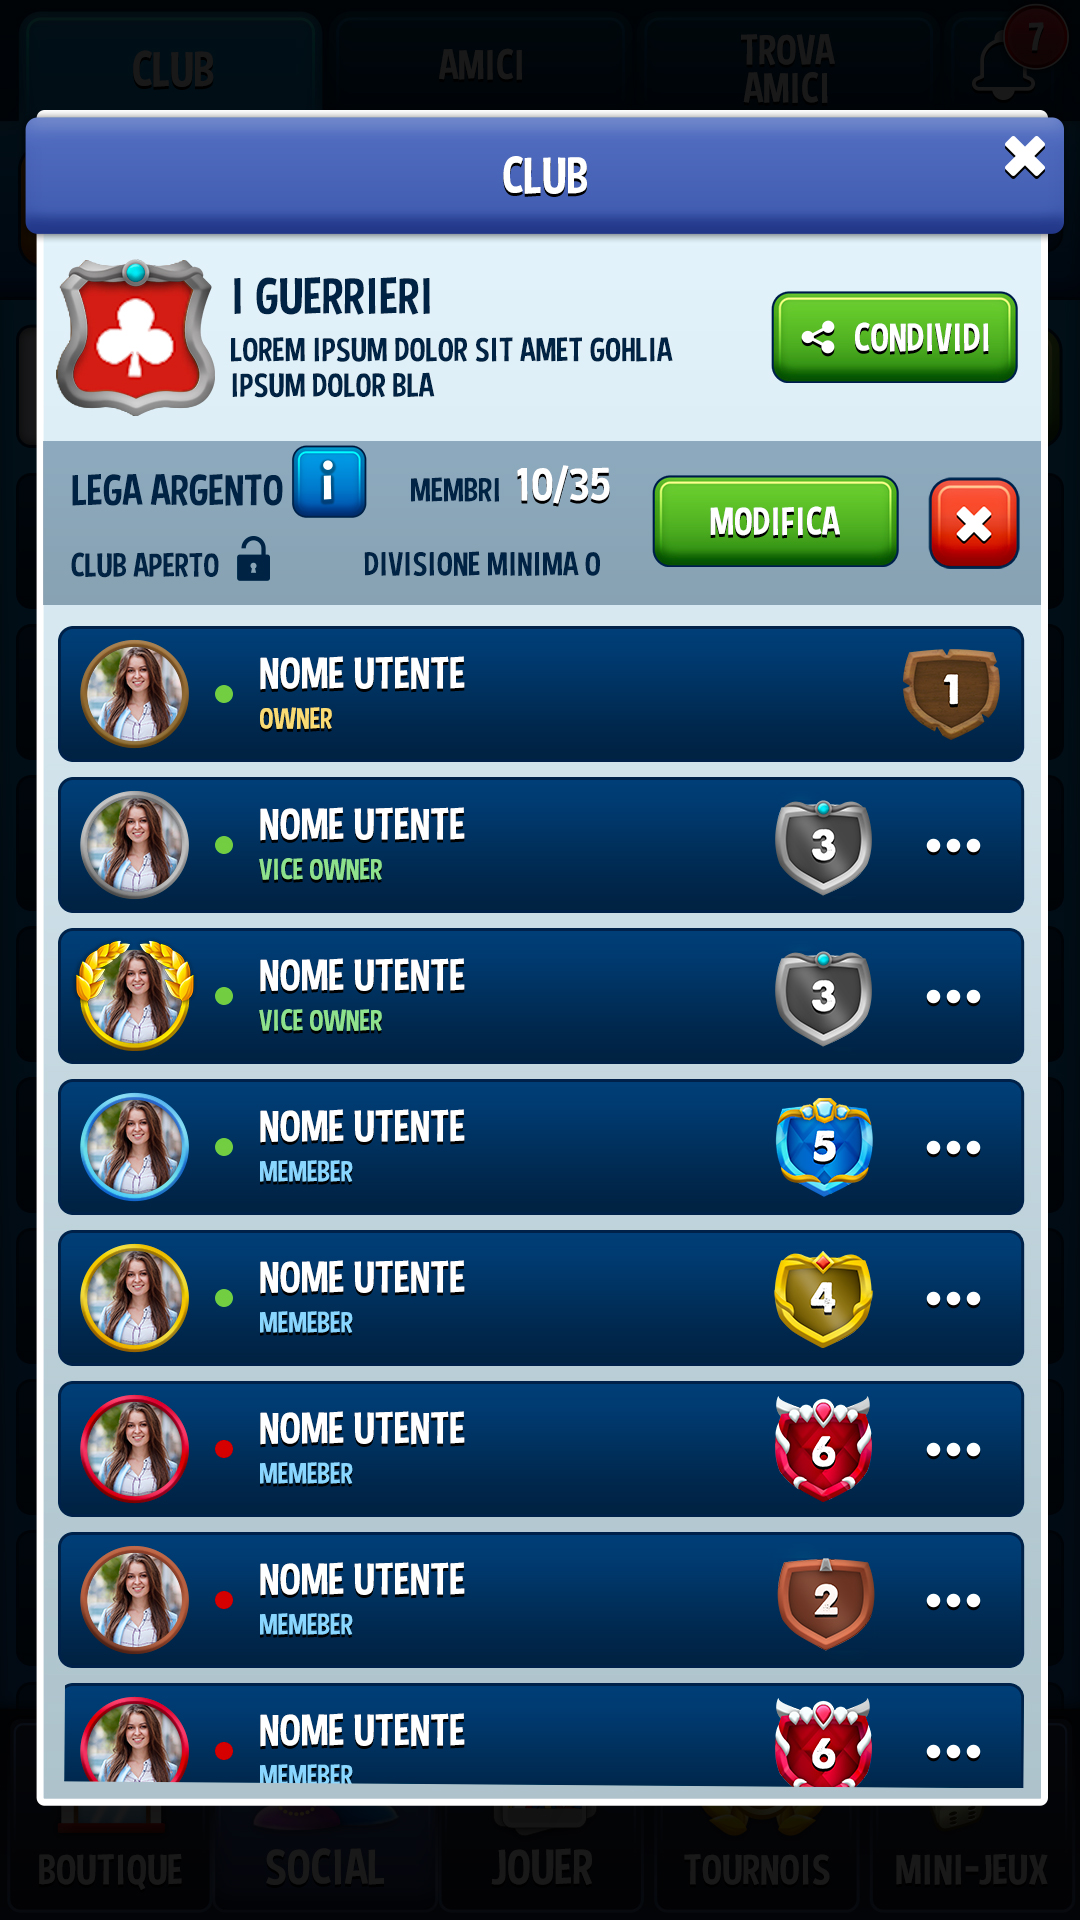 CLUB
AMICI
TROVA
AMICI
7
CLUB
I GUERRIERI
LOREM IPSUM DOLOR SIT AMET GOHLIA
IPSUM DOLOR BLA
CONDIVIDI
LEGA ARGENTO
i
MEMBRI 10/35
MODIFICA
CLUB APERTO
DIVISIONE MINIMA 0
NOME UTENTE
OWNER
1
NOME UTENTE
VICE OWNER
3
NOME UTENTE
VICE OWNER
3
NOME UTENTE
MEMEBER
5
NOME UTENTE
MEMEBER
4
NOME UTENTE
MEMEBER
6
NOME UTENTE
MEMEBER
2
NOME UTENTE
MEMEBER
6
BOUTIQUE
SOCIAL
JOUER
TOURNOIS
MINI-JEUX